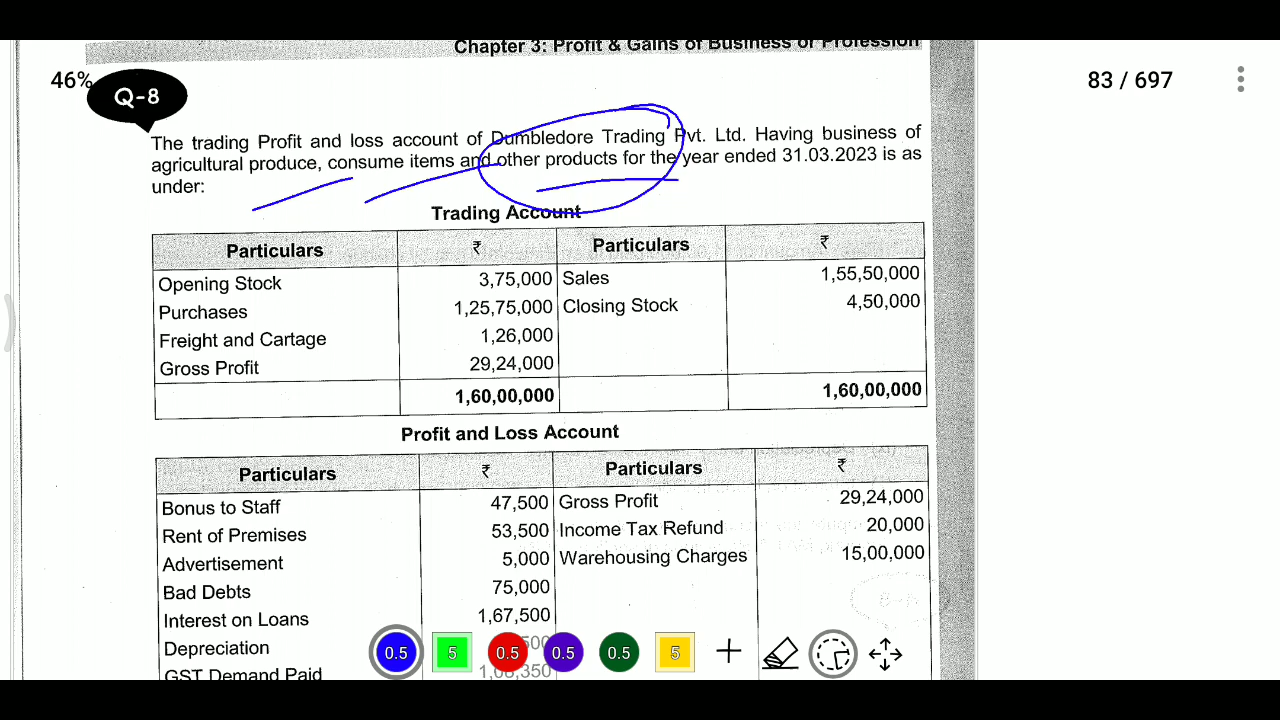 Chapter 3: Profit & Gains of Business or Profession
46%
83 / 697
Q-8
The trading Profit and loss account of Dumbledore Trading Pvt. Ltd. Having business of
agricultural produce, consume items and other products for the year ended 31.03.2023 is as
under:
Trading Account
Particulars ₹ Particulars ₹
Opening Stock 3,75,000 Sales 1,55,50,000
Purchases 1,25,75,000 Closing Stock 4,50,000
Freight and Cartage 1,26,000
Gross Profit 29,24,000
1,60,00,000 1,60,00,000
Profit and Loss Account
Particulars ₹ Particulars ₹
Bonus to Staff 47,500 Gross Profit 29,24,000
Rent of Premises 53,500 Income Tax Refund 20,000
Advertisement 5,000 Warehousing Charges 15,00,000
Bad Debts 75,000
Interest on Loans 1,67,500
Depreciation
GST Demand Paid
0.5 5 0.5 0.5 0.5 5